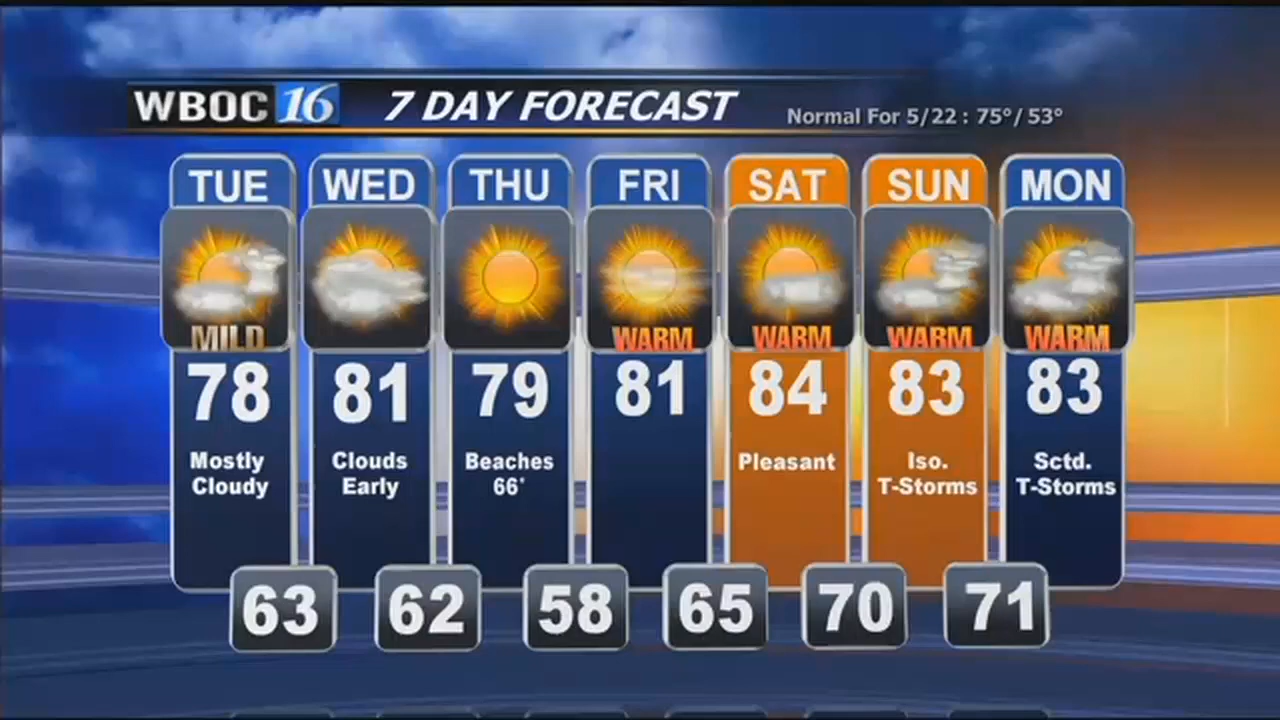 WBOC 16 7 DAY FORECAST Normal For 5/22 : 75°/ 53°
TUE WED THU FRI SAT SUN MON
MILD WARM WARM WARM WARM
78 81 79 81 84 83 83
Mostly Cloudy
Clouds Early
Beaches 66°
Pleasant
Iso. T-Storms
Sctd. T-Storms
63 62 58 65 70 71